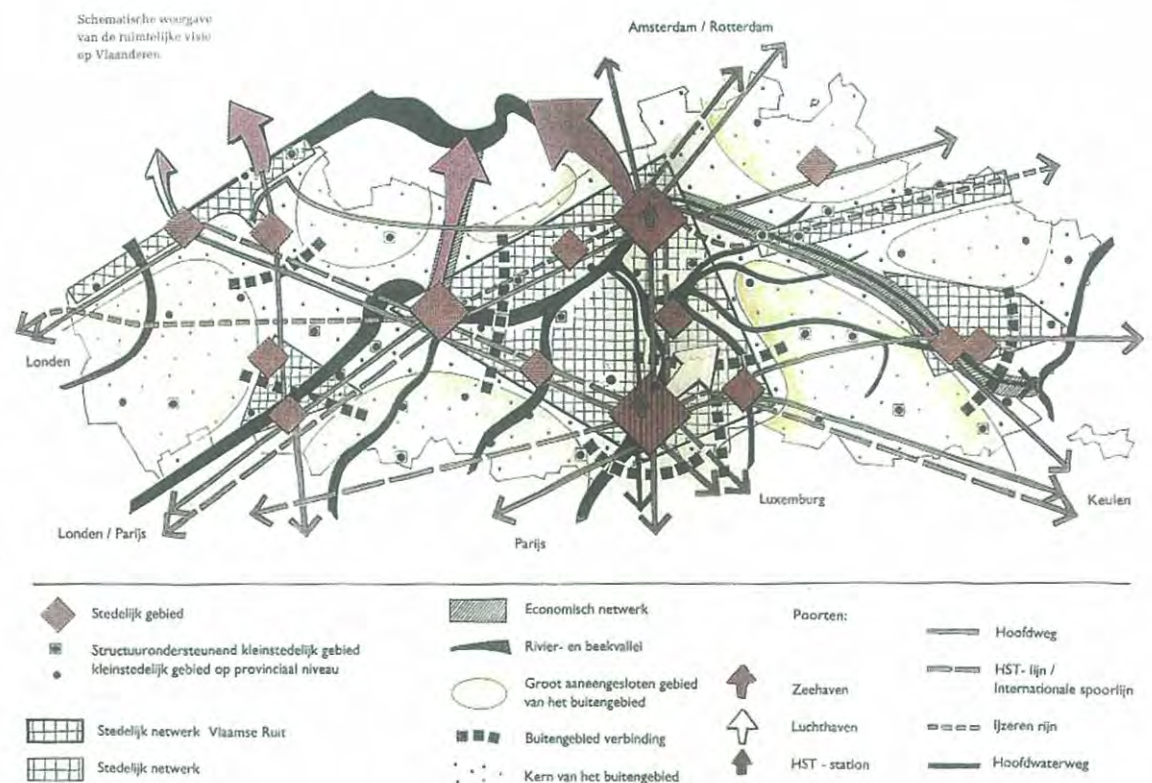 Schematische weergave
van de ruimtelijke visie
op Vlaanderen
Amsterdam / Rotterdam
Londen
Londen / Parijs
Parijs
Luxemburg
Keulen
Stedelijk gebied
Structuurondersteunend kleinstedelijk gebied
kleinstedelijk gebied op provinciaal niveau
Stedelijk netwerk Vlaamse Ruit
Stedelijk netwerk
Economisch netwerk
Rivier- en beekvallei
Groot aaneengesloten gebied
van het buitengebied
Buitengebied verbinding
Kern van het buitengebied
Poorten:
Zeehaven
Luchthaven
HST - station
Hoofdweg
HST- lijn /
Internationale spoorlijn
Ijzeren rijn
Hoofdwaterweg